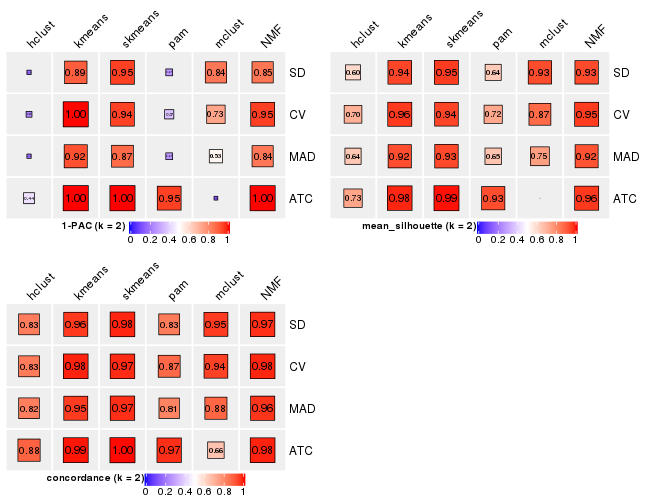 hclust kmeans skmeans pam mclust NMF
0.89 0.95 0.84 0.85 SD
1.00 0.94 0.73 0.95 CV
0.92 0.87 0.53 0.84 MAD
0.44 1.00 1.00 0.95 1.00 ATC
1-PAC (k = 2)
0 0.2 0.4 0.6 0.8 1
hclust kmeans skmeans pam mclust NMF
0.60 0.94 0.95 0.64 0.93 0.93 SD
0.70 0.96 0.94 0.72 0.87 0.95 CV
0.64 0.92 0.93 0.65 0.75 0.92 MAD
0.73 0.98 0.99 0.93 0.96 ATC
mean_silhouette (k = 2)
0 0.2 0.4 0.6 0.8 1
hclust kmeans skmeans pam mclust NMF
0.83 0.96 0.98 0.83 0.95 0.97 SD
0.83 0.98 0.97 0.87 0.94 0.98 CV
0.82 0.95 0.97 0.81 0.88 0.96 MAD
0.88 0.99 1.00 0.97 0.66 0.98 ATC
concordance (k = 2)
0 0.2 0.4 0.6 0.8 1